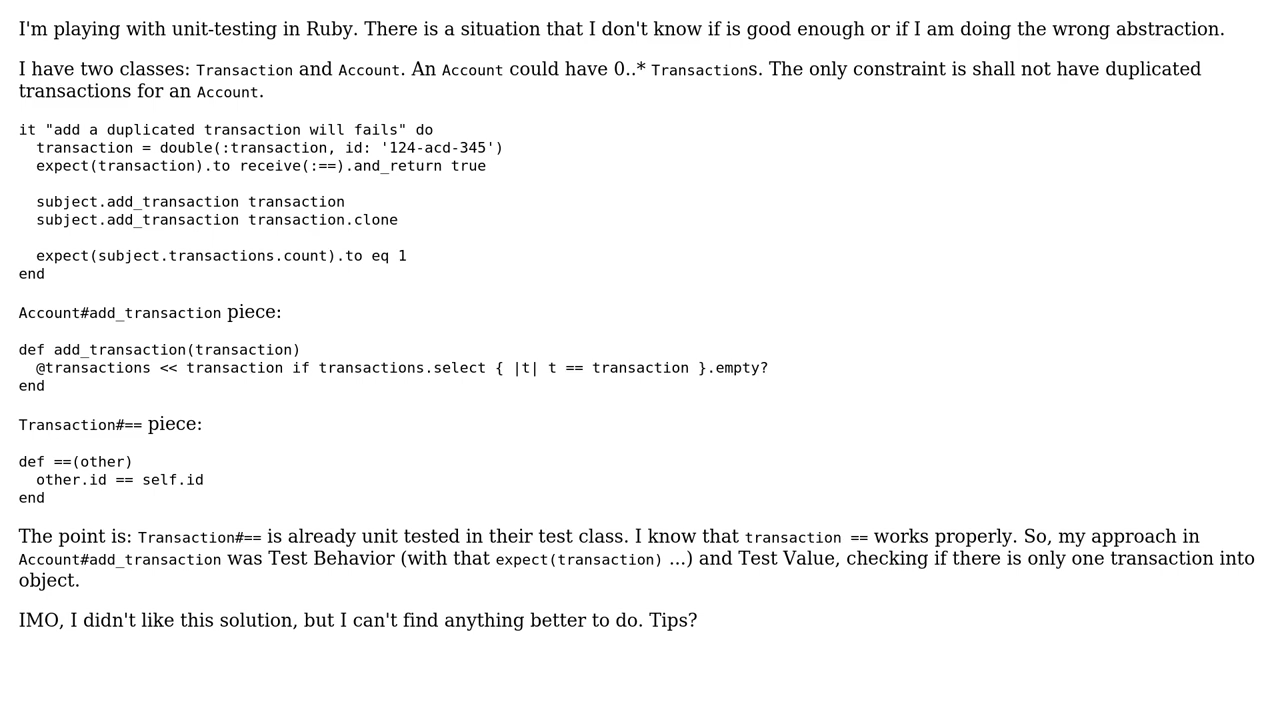 I'm playing with unit-testing in Ruby. There is a situation that I don't know if is good enough or if I am doing the wrong abstraction.
I have two classes: Transaction and Account. An Account could have 0..* Transactions. The only constraint is shall not have duplicated
transactions for an Account.
it "add a duplicated transaction will fails" do
  transaction = double(:transaction, id: '124-acd-345')
  expect(transaction).to receive(:==).and_return true
  subject.add_transaction transaction
  subject.add_transaction transaction.clone
  expect(subject.transactions.count).to eq 1
end
Account#add_transaction piece:
def add_transaction(transaction)
  @transactions << transaction if transactions.select { |t| t == transaction }.empty?
end
Transaction#== piece:
def ==(other)
  other.id == self.id
end
The point is: Transaction#== is already unit tested in their test class. I know that transaction == works properly. So, my approach in
Account#add_transaction was Test Behavior (with that expect(transaction) ...) and Test Value, checking if there is only one transaction into
object.
IMO, I didn't like this solution, but I can't find anything better to do. Tips?